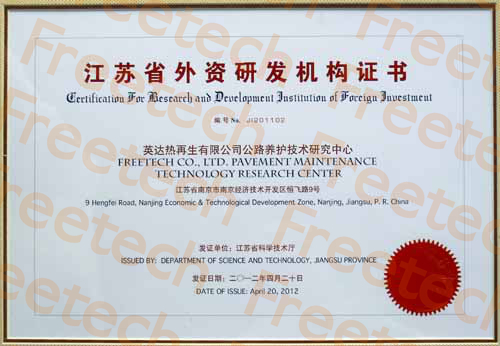 江苏省外资研发机构证书
Certification For Research and Development Institution of Foreign Investment
编号No. JI201102
英达热再生有限公司公路养护技术研究中心
FREETECH CO., LTD. PAVEMENT MAINTENANCE
TECHNOLOGY RESEARCH CENTER
江苏省南京市南京经济技术开发区恒飞路9号
9 Hengfei Road, Nanjing Economic & Technological Development Zone, Nanjing, Jiangsu, P. R. China
发证单位：江苏省科学技术厅
ISSUED BY: DEPARTMENT OF SCIENCE AND TECHNOLOGY, JIANGSU PROVINCE
发证日期：二〇一二年四月二十日
DATE OF ISSUE: April 20, 2012
Freetech